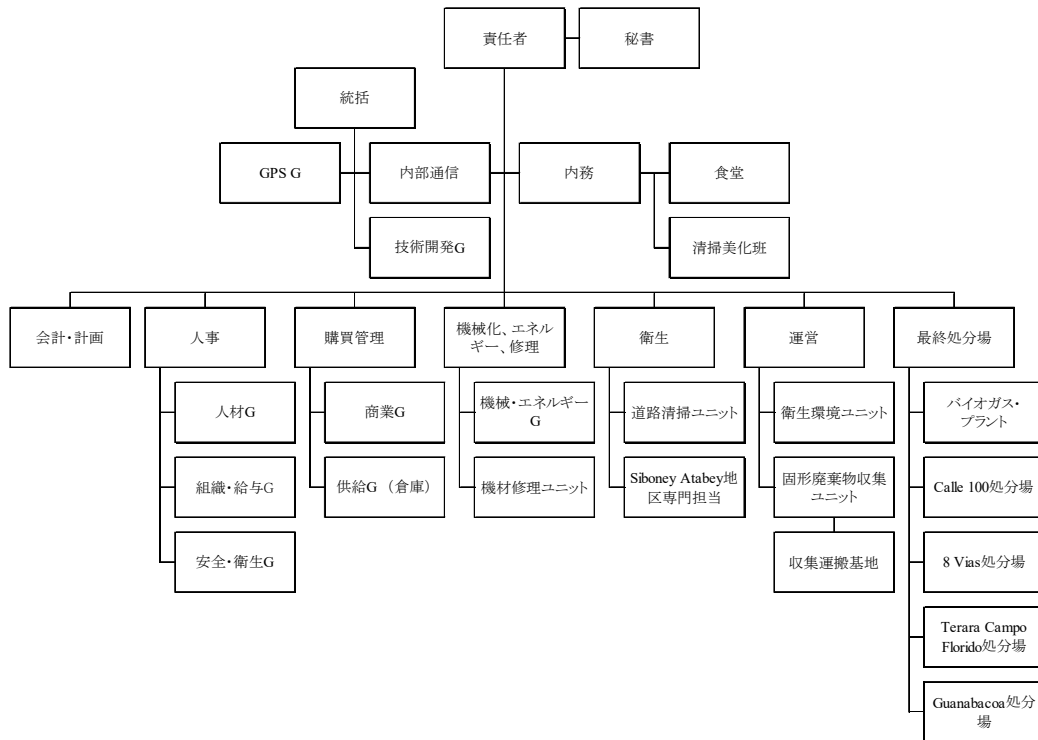 責任者
秘書
統括
GPS G
内部通信
内務
食堂
技術開発G
清掃美化班
会計・計画
人事
購買管理
機械化、エネル
ギー、修理
衛生
運営
最終処分場
人材G
商業G
機械・エネルギー
G
道路清掃ユニット
衛生環境ユニット
バイオガス・
プラント
組織・給与G
供給G （倉庫）
機材修理ユニット
Siboney Atabey地
区専門担当
固形廃棄物収集
ユニット
Calle 100処分場
安全・衛生G
収集運搬基地
8 Vias処分場
Terara Campo
Florido処分場
Guanabacoa処分
場